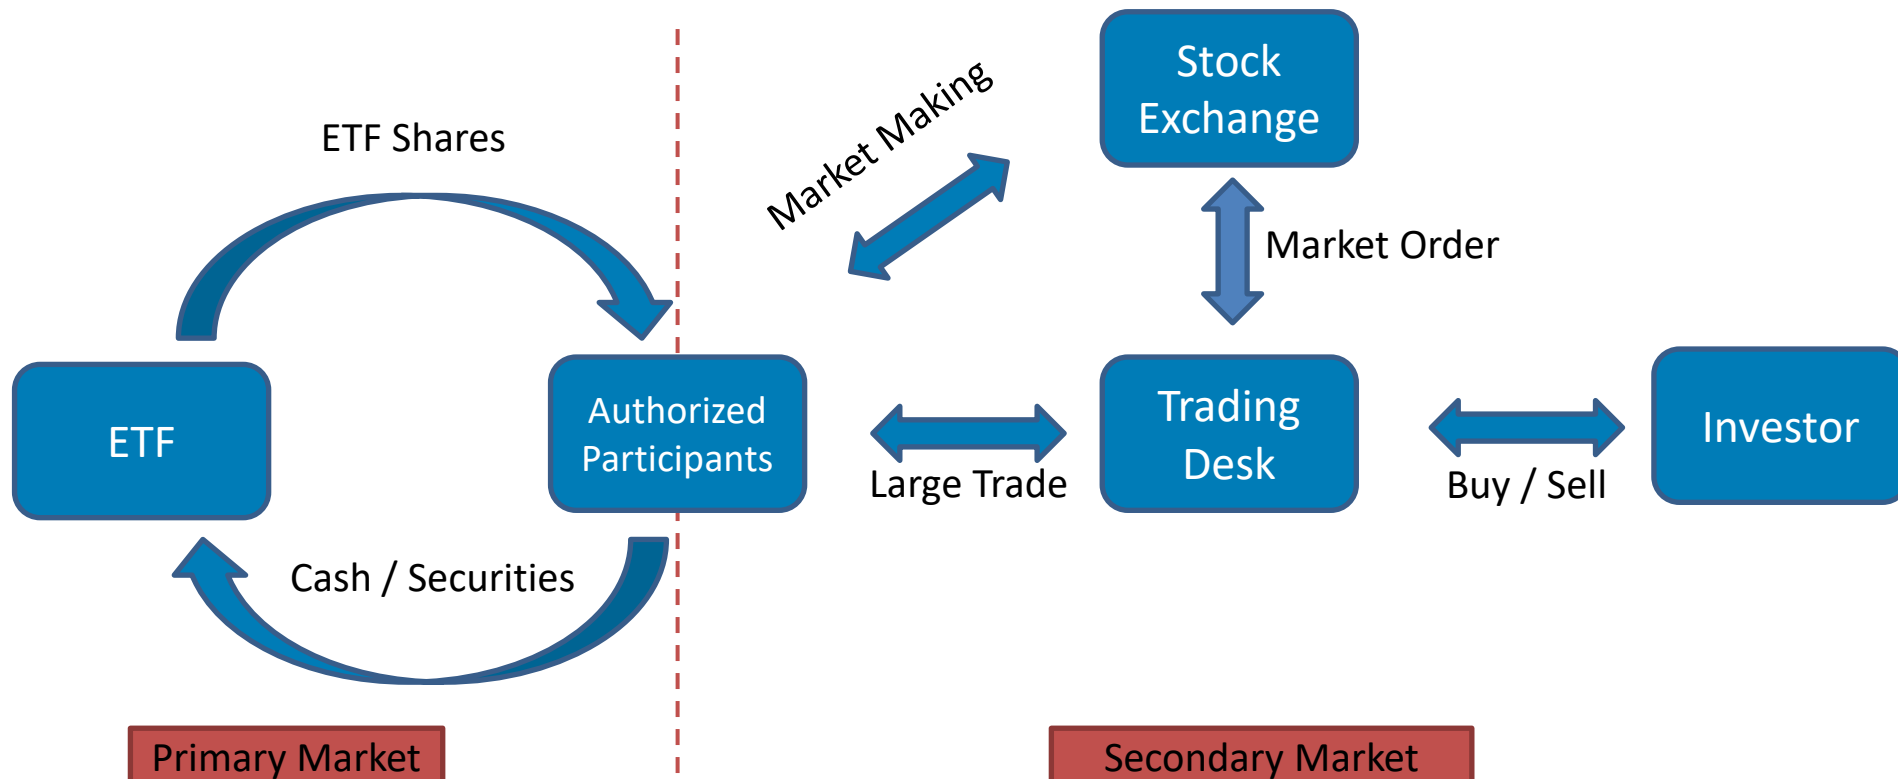 Stock
Exchange
Market Making
ETF Shares
Market Order
ETF
Authorized
Participants
Large Trade
Trading
Desk
Buy / Sell
Investor
Cash / Securities
Primary Market
Secondary Market